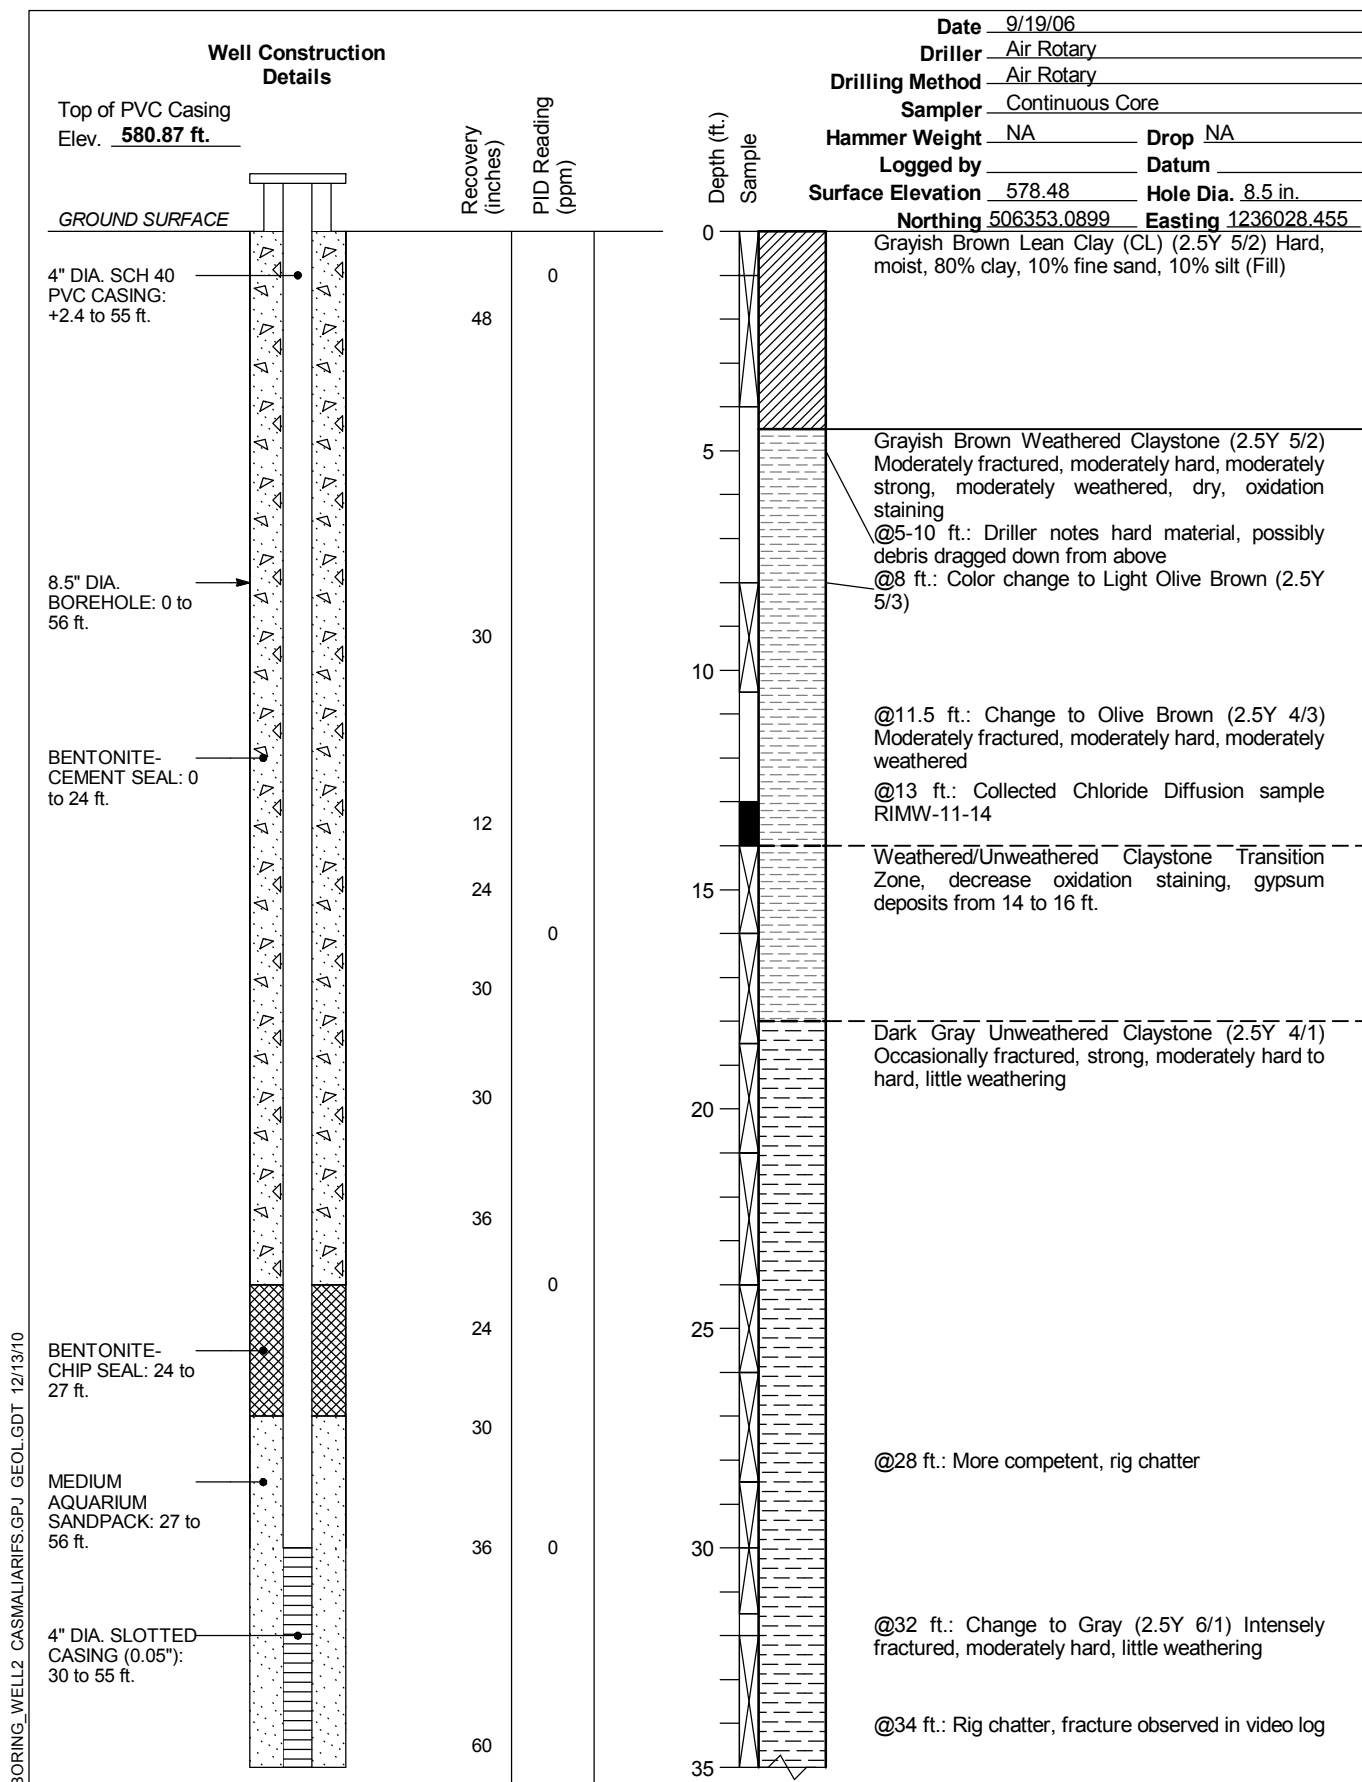 Well Construction
Details
Top of PVC Casing
Elev. 580.87 ft.
GROUND SURFACE
Recovery
(inches)
PID Reading
(ppm)
Depth (ft.)
Sample
Date 9/19/06
Driller Air Rotary
Drilling Method Air Rotary
Sampler Continuous Core
Hammer Weight NA Drop NA
Logged by Datum
Surface Elevation 578.48 Hole Dia. 8.5 in.
Northing 506353.0899 Easting 1236028.455
4" DIA. SCH 40
PVC CASING:
+2.4 to 55 ft.
8.5" DIA.
BOREHOLE: 0 to
56 ft.
BENTONITE-
CEMENT SEAL: 0
to 24 ft.
BENTONITE-
CHIP SEAL: 24 to
27 ft.
MEDIUM
AQUARIUM
SANDPACK: 27 to
56 ft.
4" DIA. SLOTTED
CASING (0.05"):
30 to 55 ft.
48
30
12
24
30
30
36
24
30
36
60
0
0
0
0
0
5
10
15
20
25
30
35
Grayish Brown Lean Clay (CL) (2.5Y 5/2) Hard,
moist, 80% clay, 10% fine sand, 10% silt (Fill)
Grayish Brown Weathered Claystone (2.5Y 5/2)
Moderately fractured, moderately hard, moderately
strong, moderately weathered, dry, oxidation
staining
@5-10 ft.: Driller notes hard material, possibly
debris dragged down from above
@8 ft.: Color change to Light Olive Brown (2.5Y
5/3)
@11.5 ft.: Change to Olive Brown (2.5Y 4/3)
Moderately fractured, moderately hard, moderately
weathered
@13 ft.: Collected Chloride Diffusion sample
RIMW-11-14
Weathered/Unweathered Claystone Transition
Zone, decrease oxidation staining, gypsum
deposits from 14 to 16 ft.
Dark Gray Unweathered Claystone (2.5Y 4/1)
Occasionally fractured, strong, moderately hard to
hard, little weathering
@28 ft.: More competent, rig chatter
@32 ft.: Change to Gray (2.5Y 6/1) Intensely
fractured, moderately hard, little weathering
@34 ft.: Rig chatter, fracture observed in video log
BORING_WELL2 CASMALIARIFS.GPJ GEOL.GDT 12/13/10